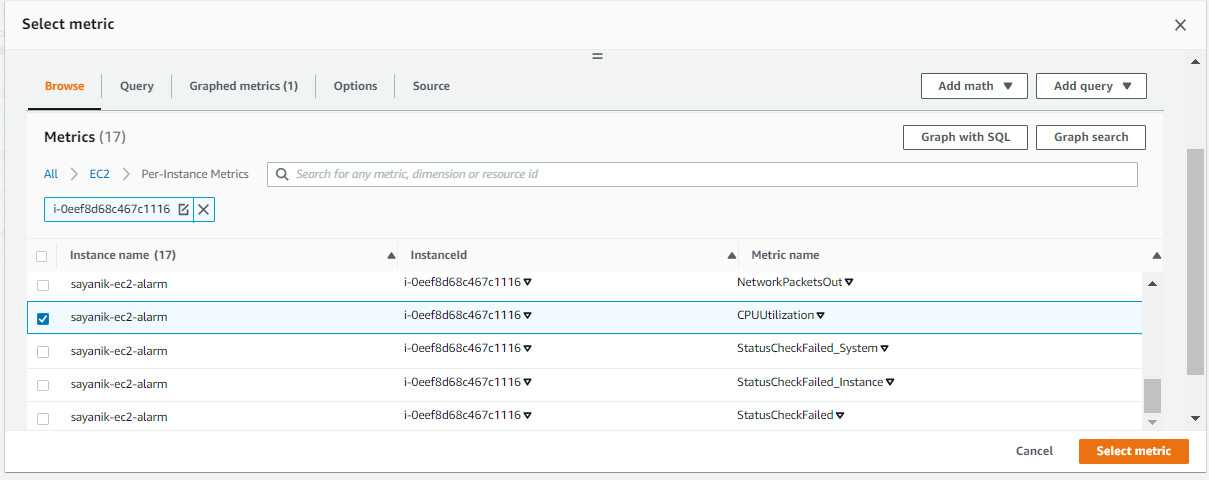 Select metric
Browse Query Graphed metrics (1) Options Source Add math Add query
Metrics (17) Graph with SQL Graph search
All EC2 Per-Instance Metrics Search for any metric, dimension or resource id
i-0eef8d68c467c1116
Instance name (17) InstanceId Metric name
sayanik-ec2-alarm i-0eef8d68c467c1116 NetworkPacketsOut
sayanik-ec2-alarm i-0eef8d68c467c1116 CPUUtilization
sayanik-ec2-alarm i-0eef8d68c467c1116 StatusCheckFailed_System
sayanik-ec2-alarm i-0eef8d68c467c1116 StatusCheckFailed_Instance
sayanik-ec2-alarm i-0eef8d68c467c1116 StatusCheckFailed
Cancel Select metric